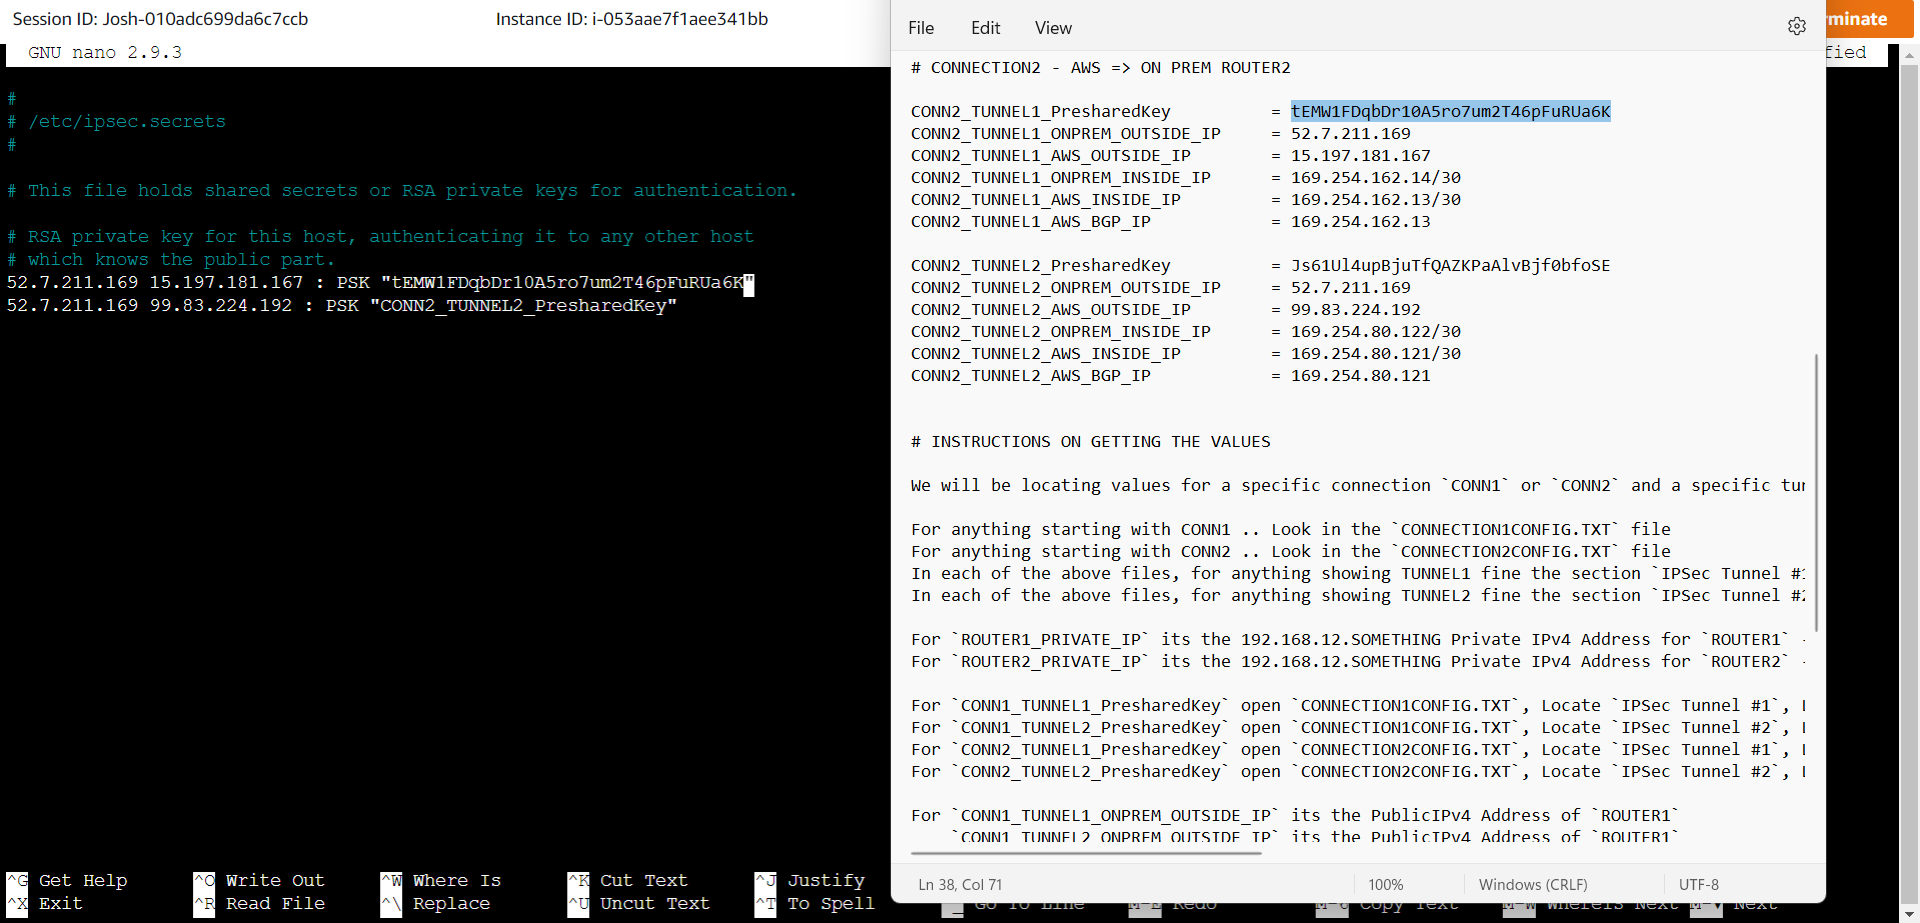 Session ID: Josh-010adc699da6c7ccb
Instance ID: i-053aae7f1aee341bb
rminate
GNU nano 2.9.3
fied
#
# /etc/ipsec.secrets
#
# This file holds shared secrets or RSA private keys for authentication.
# RSA private key for this host, authenticating it to any other host
# which knows the public part.
52.7.211.169 15.197.181.167 : PSK "tEMW1FDqbDr10A5ro7um2T46pFuRUa6K"
52.7.211.169 99.83.224.192 : PSK "CONN2_TUNNEL2_PresharedKey"
^G Get Help ^O Write Out ^W Where Is ^K Cut Text ^J Justify
^X Exit ^R Read File ^\ Replace ^U Uncut Text ^T To Spell
File Edit View
# CONNECTION2 - AWS => ON PREM ROUTER2
CONN2_TUNNEL1_PresharedKey = tEMW1FDqbDr10A5ro7um2T46pFuRUa6K
CONN2_TUNNEL1_ONPREM_OUTSIDE_IP = 52.7.211.169
CONN2_TUNNEL1_AWS_OUTSIDE_IP = 15.197.181.167
CONN2_TUNNEL1_ONPREM_INSIDE_IP = 169.254.162.14/30
CONN2_TUNNEL1_AWS_INSIDE_IP = 169.254.162.13/30
CONN2_TUNNEL1_AWS_BGP_IP = 169.254.162.13
CONN2_TUNNEL2_PresharedKey = Js61Ul4upBjuTfQAZKPaAlvBjf0bfoSE
CONN2_TUNNEL2_ONPREM_OUTSIDE_IP = 52.7.211.169
CONN2_TUNNEL2_AWS_OUTSIDE_IP = 99.83.224.192
CONN2_TUNNEL2_ONPREM_INSIDE_IP = 169.254.80.122/30
CONN2_TUNNEL2_AWS_INSIDE_IP = 169.254.80.121/30
CONN2_TUNNEL2_AWS_BGP_IP = 169.254.80.121
# INSTRUCTIONS ON GETTING THE VALUES
We will be locating values for a specific connection `CONN1` or `CONN2` and a specific tun
For anything starting with CONN1 .. Look in the `CONNECTION1CONFIG.TXT` file
For anything starting with CONN2 .. Look in the `CONNECTION2CONFIG.TXT` file
In each of the above files, for anything showing TUNNEL1 fine the section `IPSec Tunnel #1
In each of the above files, for anything showing TUNNEL2 fine the section `IPSec Tunnel #2
For `ROUTER1_PRIVATE_IP` its the 192.168.12.SOMETHING Private IPv4 Address for `ROUTER1` -
For `ROUTER2_PRIVATE_IP` its the 192.168.12.SOMETHING Private IPv4 Address for `ROUTER2` -
For `CONN1_TUNNEL1_PresharedKey` open `CONNECTION1CONFIG.TXT`, Locate `IPSec Tunnel #1`,
For `CONN1_TUNNEL2_PresharedKey` open `CONNECTION1CONFIG.TXT`, Locate `IPSec Tunnel #2`,
For `CONN2_TUNNEL1_PresharedKey` open `CONNECTION2CONFIG.TXT`, Locate `IPSec Tunnel #1`,
For `CONN2_TUNNEL2_PresharedKey` open `CONNECTION2CONFIG.TXT`, Locate `IPSec Tunnel #2`,
For `CONN1_TUNNEL1_ONPREM_OUTSIDE_IP` its the PublicIPv4 Address of `ROUTER1`
`CONN1_TUNNEL2_ONPREM_OUTSIDE_IP` its the PublicIPv4 Address of `ROUTER1`
Ln 38, Col 71
100%
Windows (CRLF)
UTF-8
^_ Go To Line M-E Redo M-6 Copy Text M-W WhereIs Next M-V Next